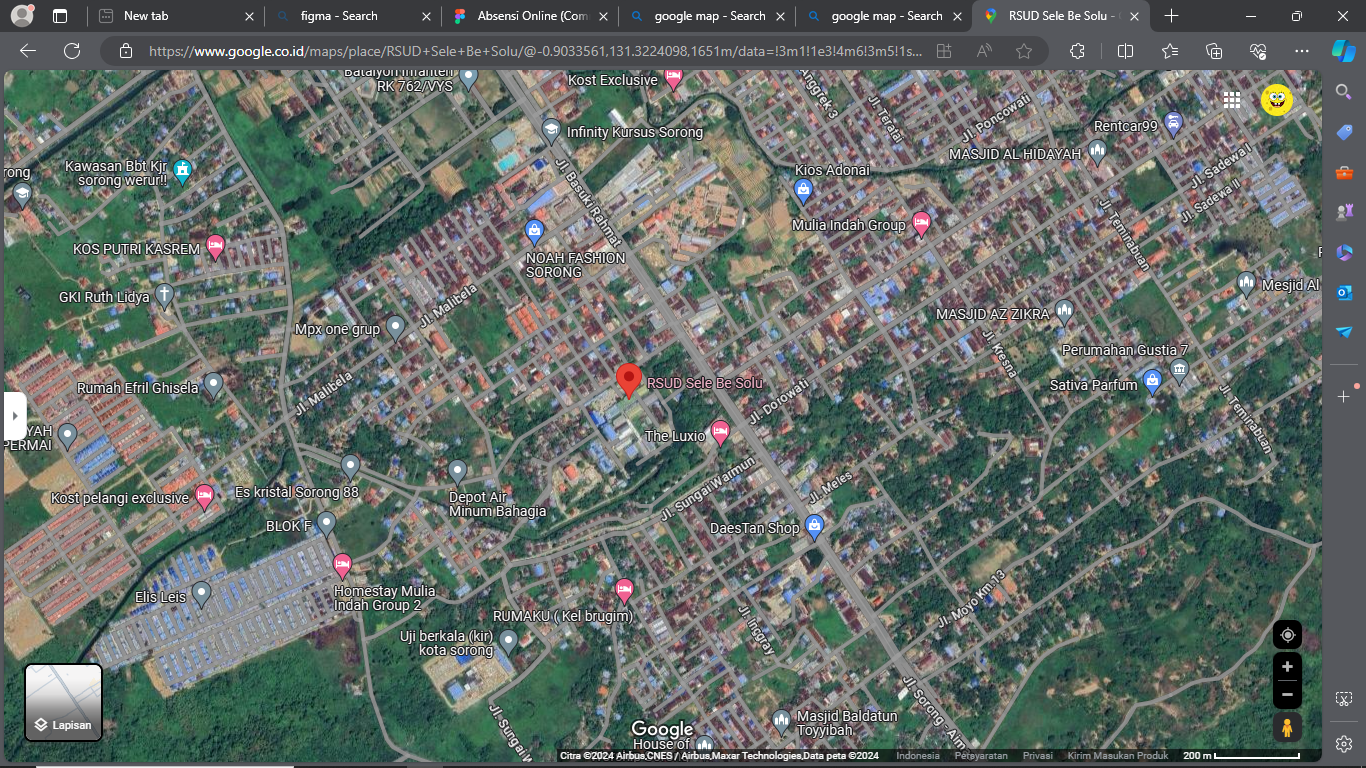 New tab
figma - Search
Absensi Online (Com
google map - Search
google map - Search
RSUD Sele Be Solu -
https://www.google.co.id/maps/place/RSUD+Sele+Be+Solu/@-0.9033561,131.3224098,1651m/data=!3m1!1e3!4m6!3m5!1s...
Batalyon Infanteri
RK 762/VYS
Kost Exclusive
Anggrek 3
Jl. Teratai
Jl. Poncowati
Rentcar99
Infinity Kursus Sorong
MASJID AL HIDAYAH
Kawasan Bbt Kjr
sorong werur!!
rong
Kios Adonai
Jl. Sadewa I
Jl. Sadewa II
Jl. Basuki Rahmat
Mulia Indah Group
Jl. Temirabuan
KOS PUTRI KASREM
NOAH FASHION
SORONG
GKI Ruth Lidya
Mesjid Al
Jl. Malibela
Mpx one grup
MASJID AZ ZIKRA
Jl. Kresna
Perumahan Gustia 7
Rumah Efril Ghisela
RSUD Sele Be Solu
Sativa Parfum
Jl. Malibela
Jl. Dorowati
Jl. Temirabuan
YAH
PERMAI
The Luxio
Kost pelangi exclusive
Es kristal Sorong 88
Depot Air
Minum Bahagia
Jl. Sungai Warmun
Jl. Meles
BLOK F
DaesTan Shop
Homestay Mulia
Indah Group 2
Elis Leis
RUMAKU ( Kel brugim)
Jl. Moyo Km 13
Uji berkala (kir)
kota sorong
Jl. Inggray
Jl. Sorong - Aim
Jl. Sungai
Masjid Baldatun
Toyyibah
Lapisan
Google
House of
Citra ©2024 Airbus,CNES / Airbus,Maxar Technologies,Data peta ©2024
Indonesia
Persyaratan
Privasi
Kirim Masukan Produk
200 m